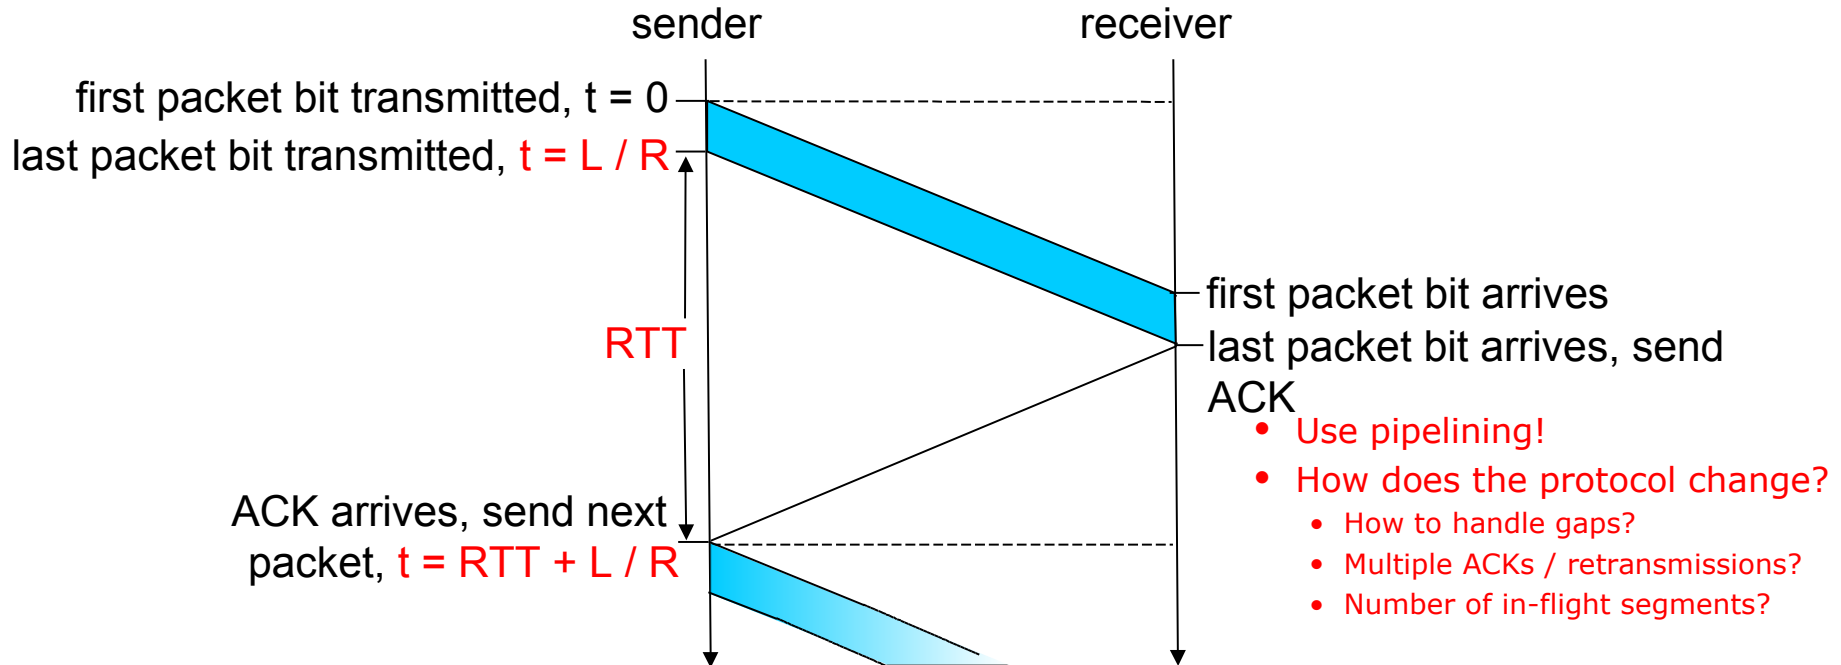 sender
receiver
first packet bit transmitted, t = 0
last packet bit transmitted, t = L / R
RTT
first packet bit arrives
last packet bit arrives, send
ACK
ACK arrives, send next
packet, t = RTT + L / R
• Use pipelining!
• How does the protocol change?
• How to handle gaps?
• Multiple ACKs / retransmissions?
• Number of in-flight segments?